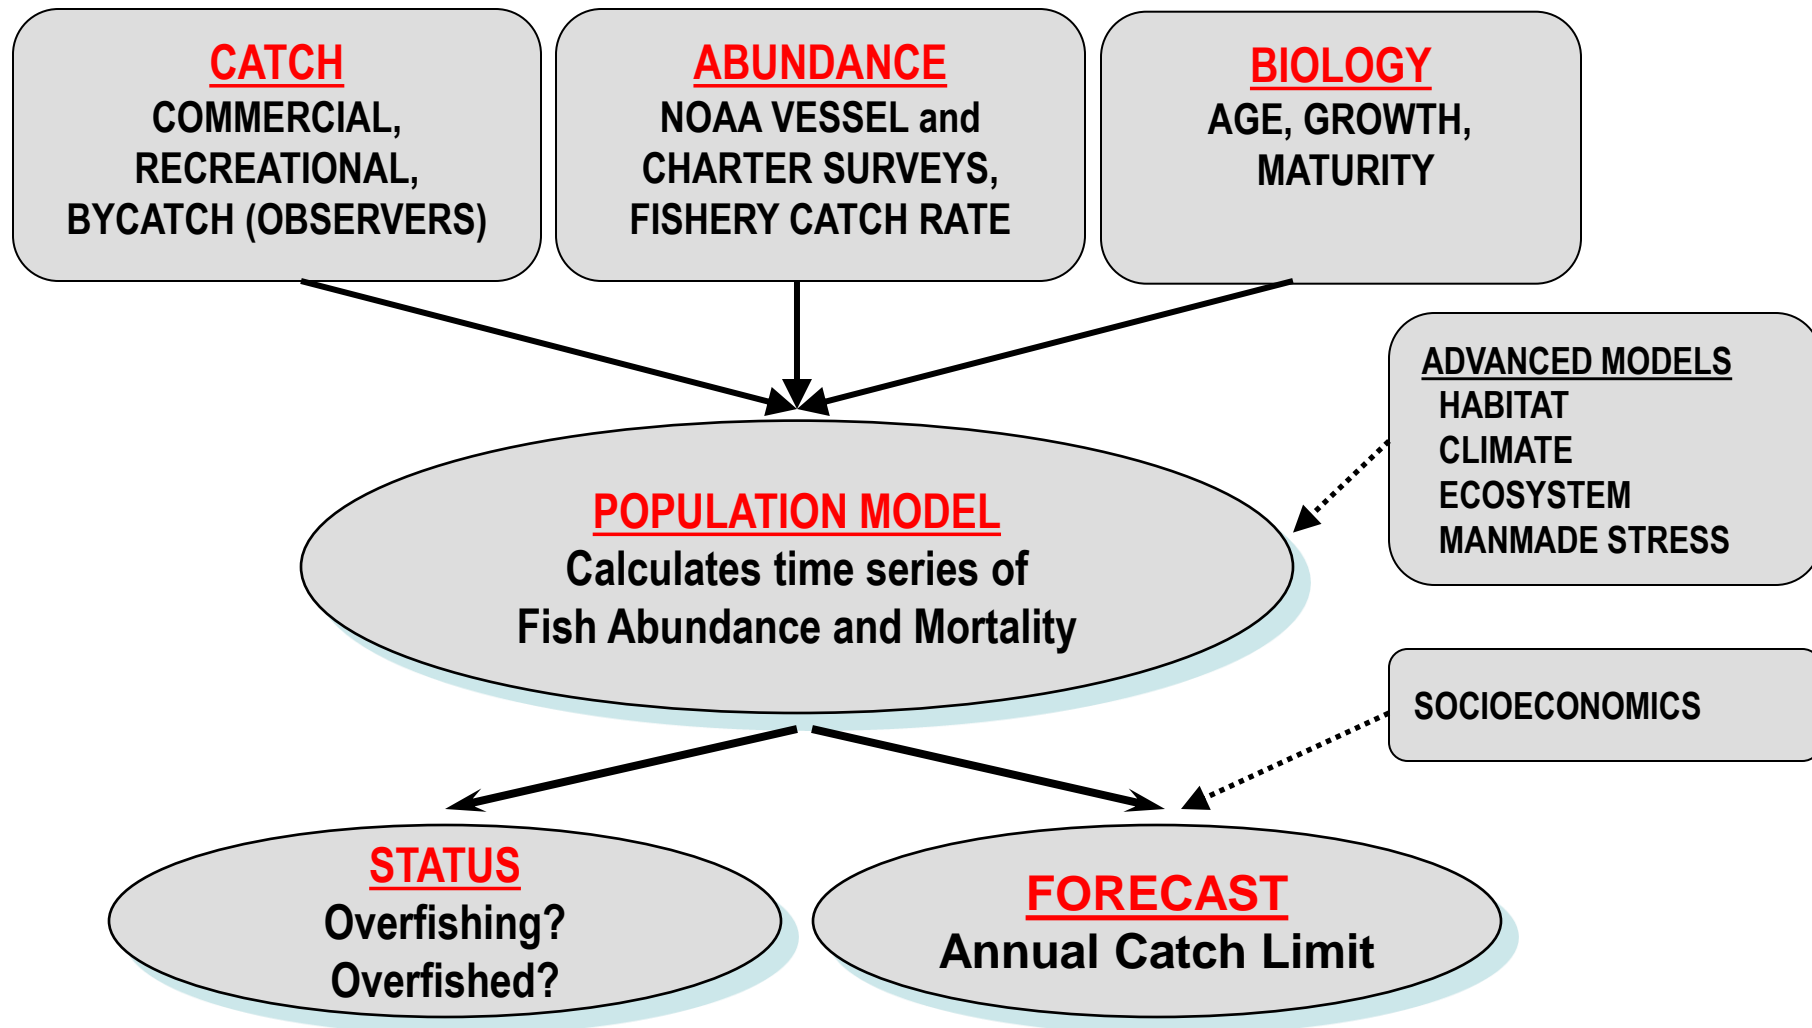 CATCH
COMMERCIAL,
RECREATIONAL,
BYCATCH (OBSERVERS)
ABUNDANCE
NOAA VESSEL and
CHARTER SURVEYS,
FISHERY CATCH RATE
BIOLOGY
AGE, GROWTH,
MATURITY
ADVANCED MODELS
HABITAT
CLIMATE
ECOSYSTEM
MANMADE STRESS
POPULATION MODEL
Calculates time series of
Fish Abundance and Mortality
SOCIOECONOMICS
STATUS
Overfishing?
Overfished?
FORECAST
Annual Catch Limit